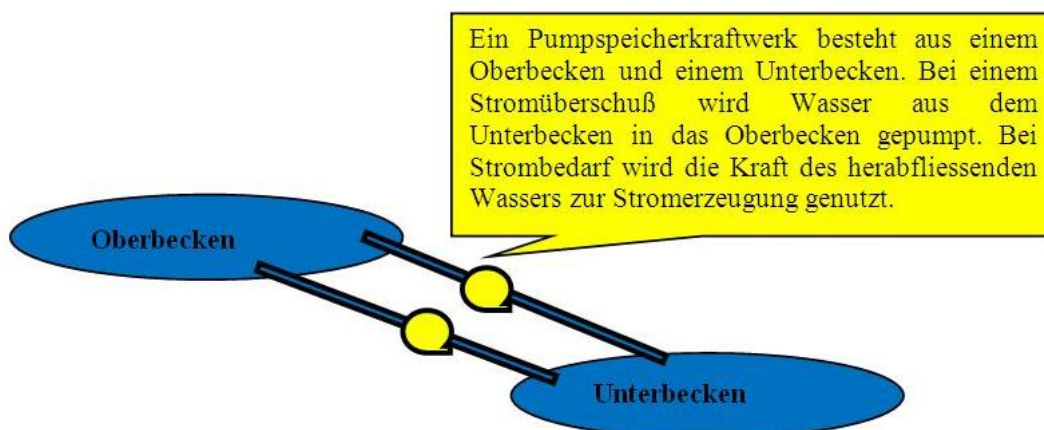 Ein Pumpspeicherkraftwerk besteht aus einem
Oberbecken und einem Unterbecken. Bei einem
Stromüberschuß wird Wasser aus dem
Unterbecken in das Oberbecken gepumpt. Bei
Strombedarf wird die Kraft des herabfliessenden
Wassers zur Stromerzeugung genutzt.
Oberbecken
Unterbecken